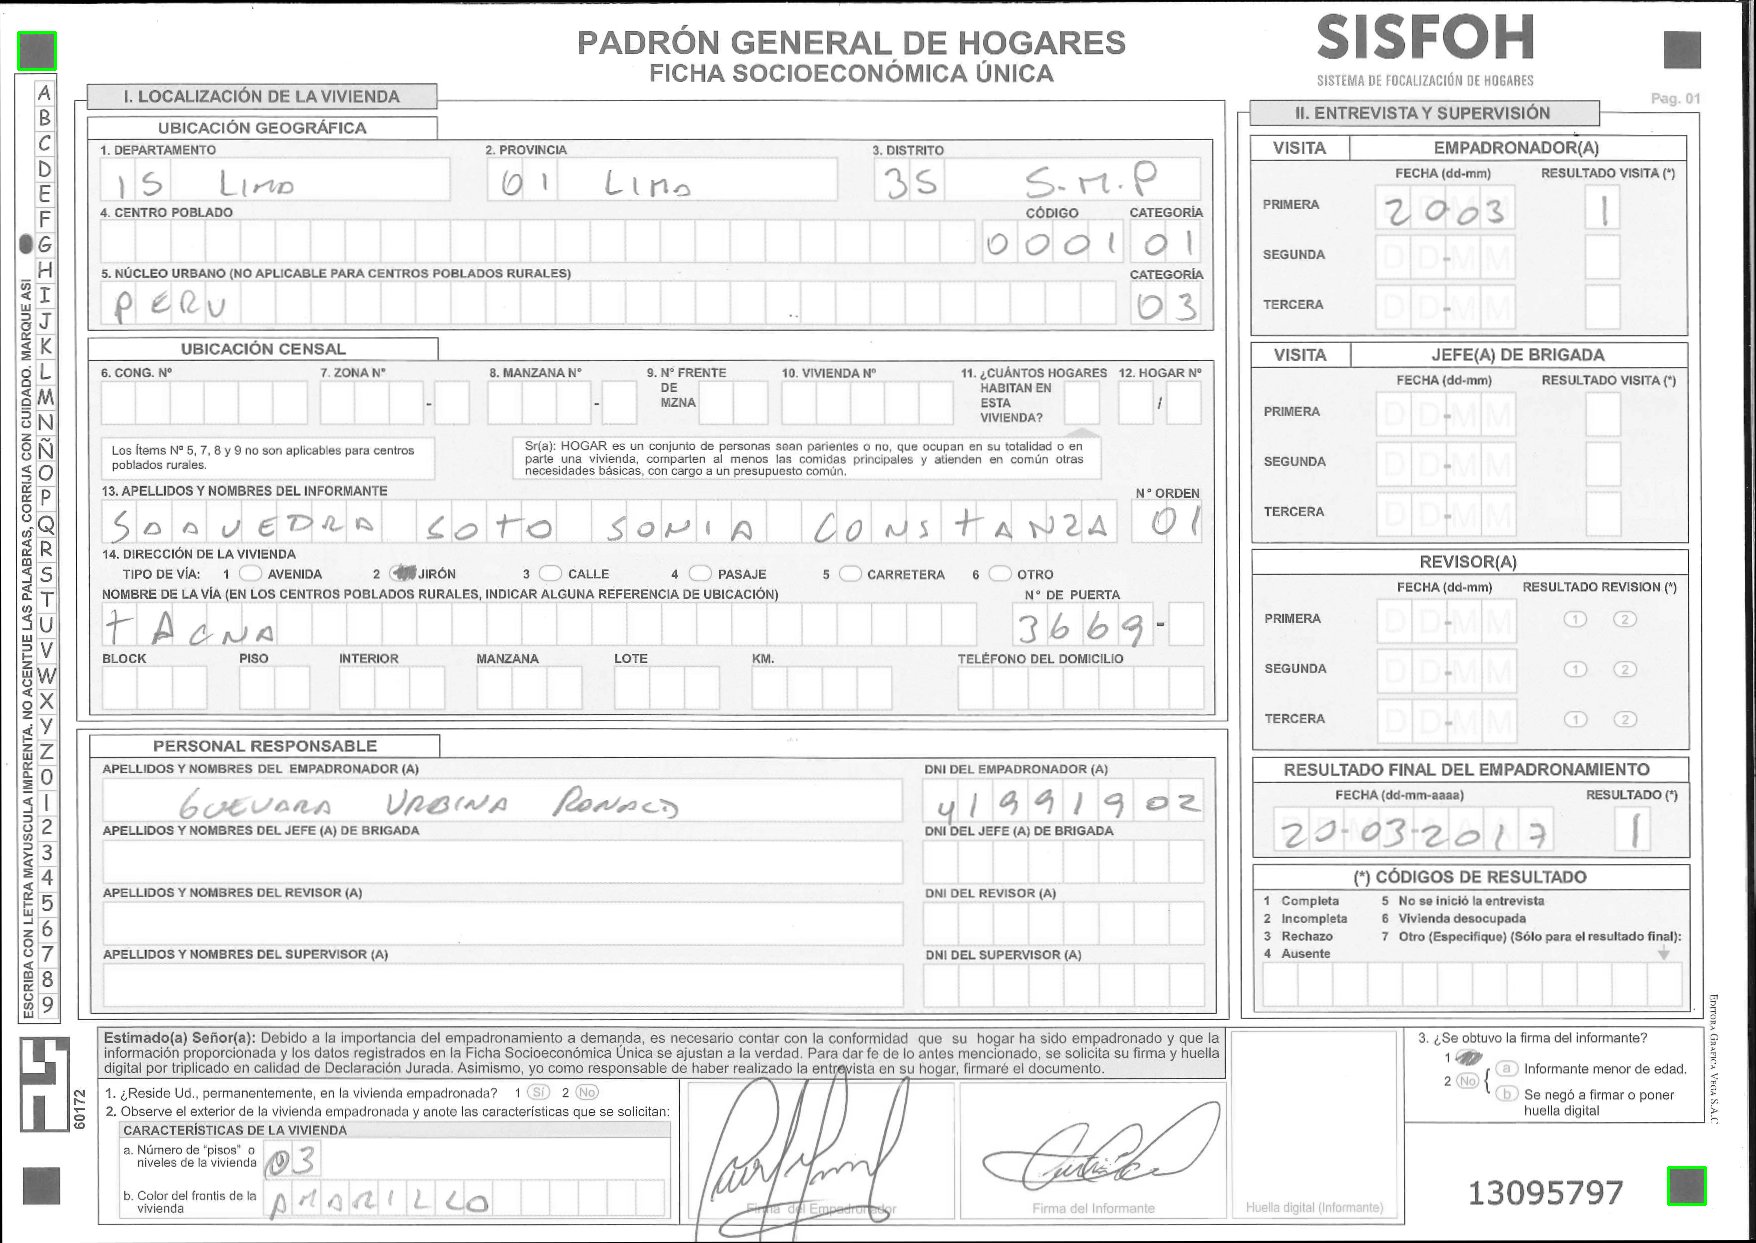 PADRÓN GENERAL DE HOGARES
FICHA SOCIOECONÓMICA ÚNICA
SISFOH
SISTEMA DE FOCALIZACIÓN DE HOGARES
Pag. 01
ESCRIBA CON LETRA MAYUSCULA IMPRENTA. NO ACENTUE LAS PALABRAS, CORRIJA CON CUIDADO. MARQUE ASI
A B C D E F G H I J K L M N Ñ O P Q R S T U V W X Y Z 0 1 2 3 4 5 6 7 8 9
I. LOCALIZACIÓN DE LA VIVIENDA
UBICACIÓN GEOGRÁFICA
1. DEPARTAMENTO 2. PROVINCIA 3. DISTRITO
15 LIMA 01 LIMA 35 S.M.P
4. CENTRO POBLADO CÓDIGO CATEGORÍA
0001 01
5. NÚCLEO URBANO (NO APLICABLE PARA CENTROS POBLADOS RURALES) CATEGORÍA
PERU 03
UBICACIÓN CENSAL
6. CONG. Nº 7. ZONA Nº 8. MANZANA Nº 9. Nº FRENTE DE MZNA 10. VIVIENDA Nº 11. ¿CUÁNTOS HOGARES HABITAN EN ESTA VIVIENDA? 12. HOGAR Nº
- - /
Los Ítems Nº 5, 7, 8 y 9 no son aplicables para centros
poblados rurales.
Sr(a): HOGAR es un conjunto de personas sean parientes o no, que ocupan en su totalidad o en
parte una vivienda, comparten al menos las comidas principales y atienden en común otras
necesidades básicas, con cargo a un presupuesto común.
13. APELLIDOS Y NOMBRES DEL INFORMANTE Nº ORDEN
SAAVEDRA SOTO SONIA CONSTANZA 01
14. DIRECCIÓN DE LA VIVIENDA
TIPO DE VÍA: 1 AVENIDA 2 JIRÓN 3 CALLE 4 PASAJE 5 CARRETERA 6 OTRO
NOMBRE DE LA VÍA (EN LOS CENTROS POBLADOS RURALES, INDICAR ALGUNA REFERENCIA DE UBICACIÓN) Nº DE PUERTA
TACNA 3669-
BLOCK PISO INTERIOR MANZANA LOTE KM. TELÉFONO DEL DOMICILIO
PERSONAL RESPONSABLE
APELLIDOS Y NOMBRES DEL EMPADRONADOR (A) DNI DEL EMPADRONADOR (A)
GUEVARA URBINA RONALD 41991902
APELLIDOS Y NOMBRES DEL JEFE (A) DE BRIGADA DNI DEL JEFE (A) DE BRIGADA
APELLIDOS Y NOMBRES DEL REVISOR (A) DNI DEL REVISOR (A)
APELLIDOS Y NOMBRES DEL SUPERVISOR (A) DNI DEL SUPERVISOR (A)
II. ENTREVISTA Y SUPERVISIÓN
VISITA EMPADRONADOR(A)
FECHA (dd-mm) RESULTADO VISITA (*)
PRIMERA 2003 1
SEGUNDA DD-MM
TERCERA DD-MM
VISITA JEFE(A) DE BRIGADA
FECHA (dd-mm) RESULTADO VISITA (*)
PRIMERA DD-MM
SEGUNDA DD-MM
TERCERA DD-MM
REVISOR(A)
FECHA (dd-mm) RESULTADO REVISION (*)
PRIMERA DD-MM 1 2
SEGUNDA DD-MM 1 2
TERCERA DD-MM 1 2
RESULTADO FINAL DEL EMPADRONAMIENTO
FECHA (dd-mm-aaaa) RESULTADO (*)
20-03-2017 1
(*) CÓDIGOS DE RESULTADO
1 Completa 5 No se inició la entrevista
2 Incompleta 6 Vivienda desocupada
3 Rechazo 7 Otro (Especifique) (Sólo para el resultado final):
4 Ausente
EDITORA GRAFICA VEGA S.A.C
60172
Estimado(a) Señor(a): Debido a la importancia del empadronamiento a demanda, es necesario contar con la conformidad que su hogar ha sido empadronado y que la
información proporcionada y los datos registrados en la Ficha Socioeconómica Única se ajustan a la verdad. Para dar fe de lo antes mencionado, se solicita su firma y huella
digital por triplicado en calidad de Declaración Jurada. Asimismo, yo como responsable de haber realizado la entrevista en su hogar, firmaré el documento.
1. ¿Reside Ud., permanentemente, en la vivienda empadronada? 1 Sí 2 No
2. Observe el exterior de la vivienda empadronada y anote las características que se solicitan:
CARACTERÍSTICAS DE LA VIVIENDA
a. Número de "pisos" o
niveles de la vivienda 03
b. Color del frontis de la
vivienda AMARILLO
Firma del Empadronador
Firma del Informante
Huella digital (Informante)
3. ¿Se obtuvo la firma del informante?
1
2 No
a Informante menor de edad.
b Se negó a firmar o poner
huella digital
13095797